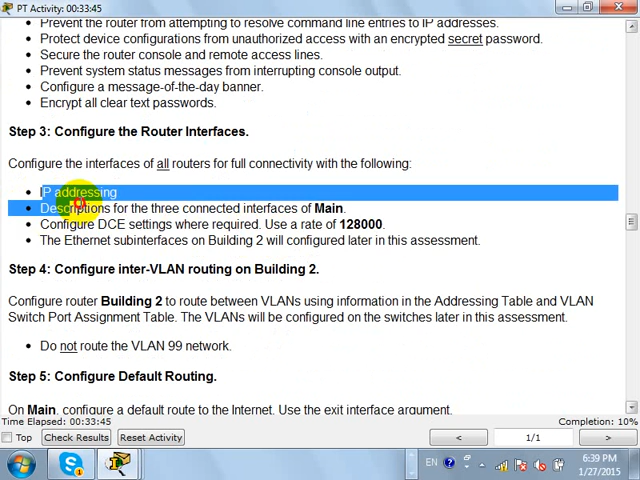 PT Activity: 00:33:45
Prevent the router from attempting to resolve command line entries to IP addresses.
Protect device configurations from unauthorized access with an encrypted secret password.
Secure the router console and remote access lines.
Prevent system status messages from interrupting console output.
Configure a message-of-the-day banner.
Encrypt all clear text passwords.
Step 3: Configure the Router Interfaces.
Configure the interfaces of all routers for full connectivity with the following:
IP addressing
Descriptions for the three connected interfaces of Main.
Configure DCE settings where required. Use a rate of 128000.
The Ethernet subinterfaces on Building 2 will configured later in this assessment.
Step 4: Configure inter-VLAN routing on Building 2.
Configure router Building 2 to route between VLANs using information in the Addressing Table and VLAN
Switch Port Assignment Table. The VLANs will be configured on the switches later in this assessment.
Do not route the VLAN 99 network.
Step 5: Configure Default Routing.
On Main, configure a default route to the Internet. Use the exit interface argument.
Time Elapsed: 00:33:45 Completion: 10%
Top Check Results Reset Activity < 1/1 >
EN 6:39 PM
1/27/2015